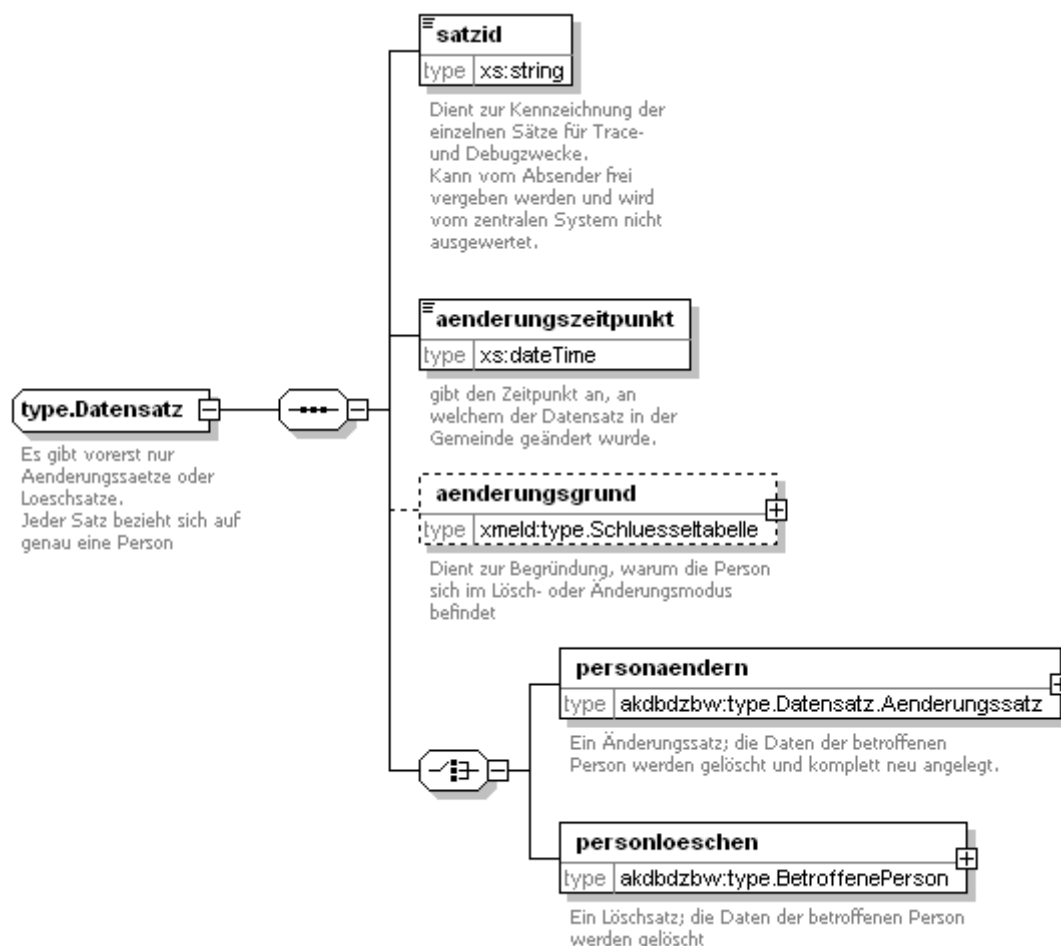 satzid
type xs:string
Dient zur Kennzeichnung der
einzelnen Sätze für Trace-
und Debugzwecke.
Kann vom Absender frei
vergeben werden und wird
vom zentralen System nicht
ausgewertet.
aenderungszeitpunkt
type xs:dateTime
gibt den Zeitpunkt an, an
welchem der Datensatz in der
Gemeinde geändert wurde.
type.Datensatz
Es gibt vorerst nur
Aenderungssaetze oder
Loeschsatze.
Jeder Satz bezieht sich auf
genau eine Person
aenderungsgrund
type xmeld:type.Schluesseltabelle
Dient zur Begründung, warum die Person
sich im Lösch- oder Änderungsmodus
befindet
personaendern
type akdbdzbw:type.Datensatz.Aenderungssatz
Ein Änderungssatz; die Daten der betroffenen
Person werden gelöscht und komplett neu angelegt.
personloeschen
type akdbdzbw:type.BetroffenePerson
Ein Löschsatz; die Daten der betroffenen Person
werden gelöscht